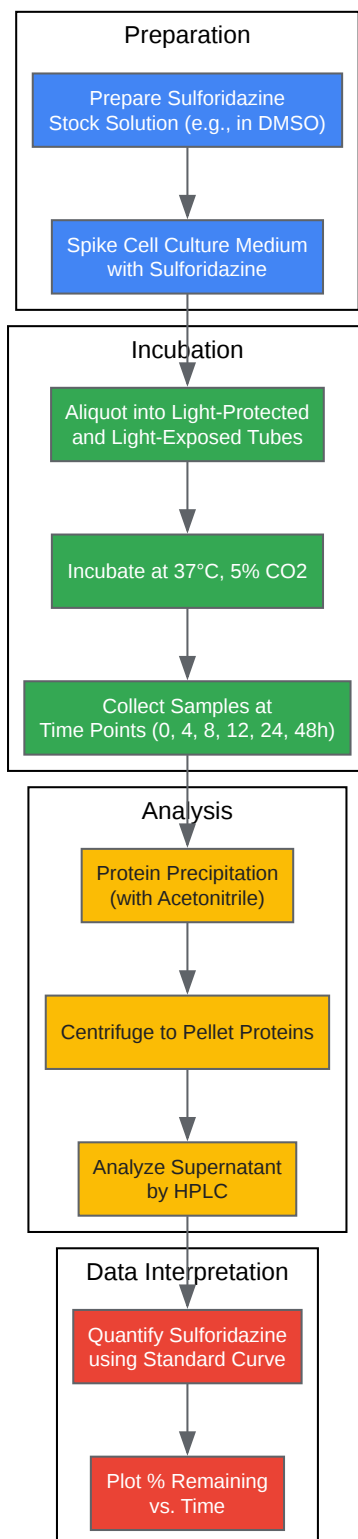 Preparation
Prepare Sulforidazine
Stock Solution (e.g., in DMSO)
Spike Cell Culture Medium
with Sulforidazine
Incubation
Aliquot into Light-Protected
and Light-Exposed Tubes
Incubate at 37°C, 5% CO2
Collect Samples at
Time Points (0, 4, 8, 12, 24, 48h)
Analysis
Protein Precipitation
(with Acetonitrile)
Centrifuge to Pellet Proteins
Analyze Supernatant
by HPLC
Data Interpretation
Quantify Sulforidazine
using Standard Curve
Plot % Remaining
vs. Time